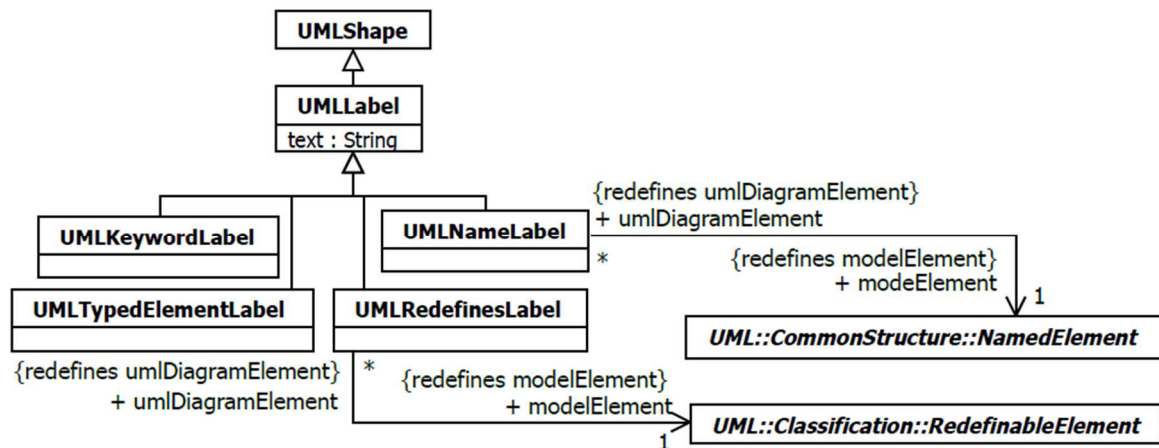 UMLShape
UMLLabel
text : String
{redefines umlDiagramElement}
+ umlDiagramElement
UMLKeywordLabel
UMLNameLabel
*
{redefines modelElement}
+ modeElement
1
UMLTypedElementLabel
UMLRedefinesLabel
UML::CommonStructure::NamedElement
{redefines umlDiagramElement}
+ umlDiagramElement
*
{redefines modelElement}
+ modelElement
1
UML::Classification::RedefinableElement